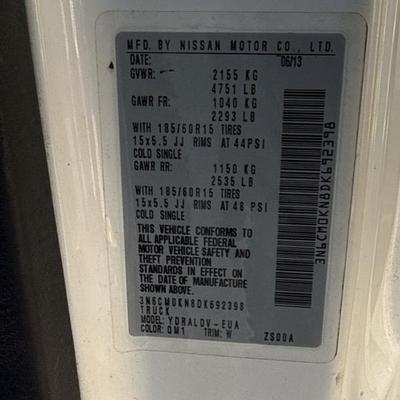 MFD. BY NISSAN MOTOR CO., LTD.
DATE: 06/13
GVWR: 2155 KG
4751 LB
GAWR FR: 1040 KG
2293 LB
WITH 185/60R15 TIRES
15x5.5 JJ RIMS AT 44PSI
COLD SINGLE
GAWR RR: 1150 KG
2535 LB
WITH 185/60R15 TIRES
15x5.5 JJ RIMS AT 48 PSI
COLD SINGLE
THIS VEHICLE CONFORMS TO
ALL APPLICABLE FEDERAL
MOTOR VEHICLE SAFETY AND
THEFT PREVENTION
STANDARDS IN EFFECT ON THE
DATE OF MANUFACTURE SHOWN
ABOVE.
3N6CM0KN8DK692398
TRUCK
MODEL: YDRALDV-EUA
COLOR: QM1 TRIM: W ZS00A
3N6CM0KN8DK692398